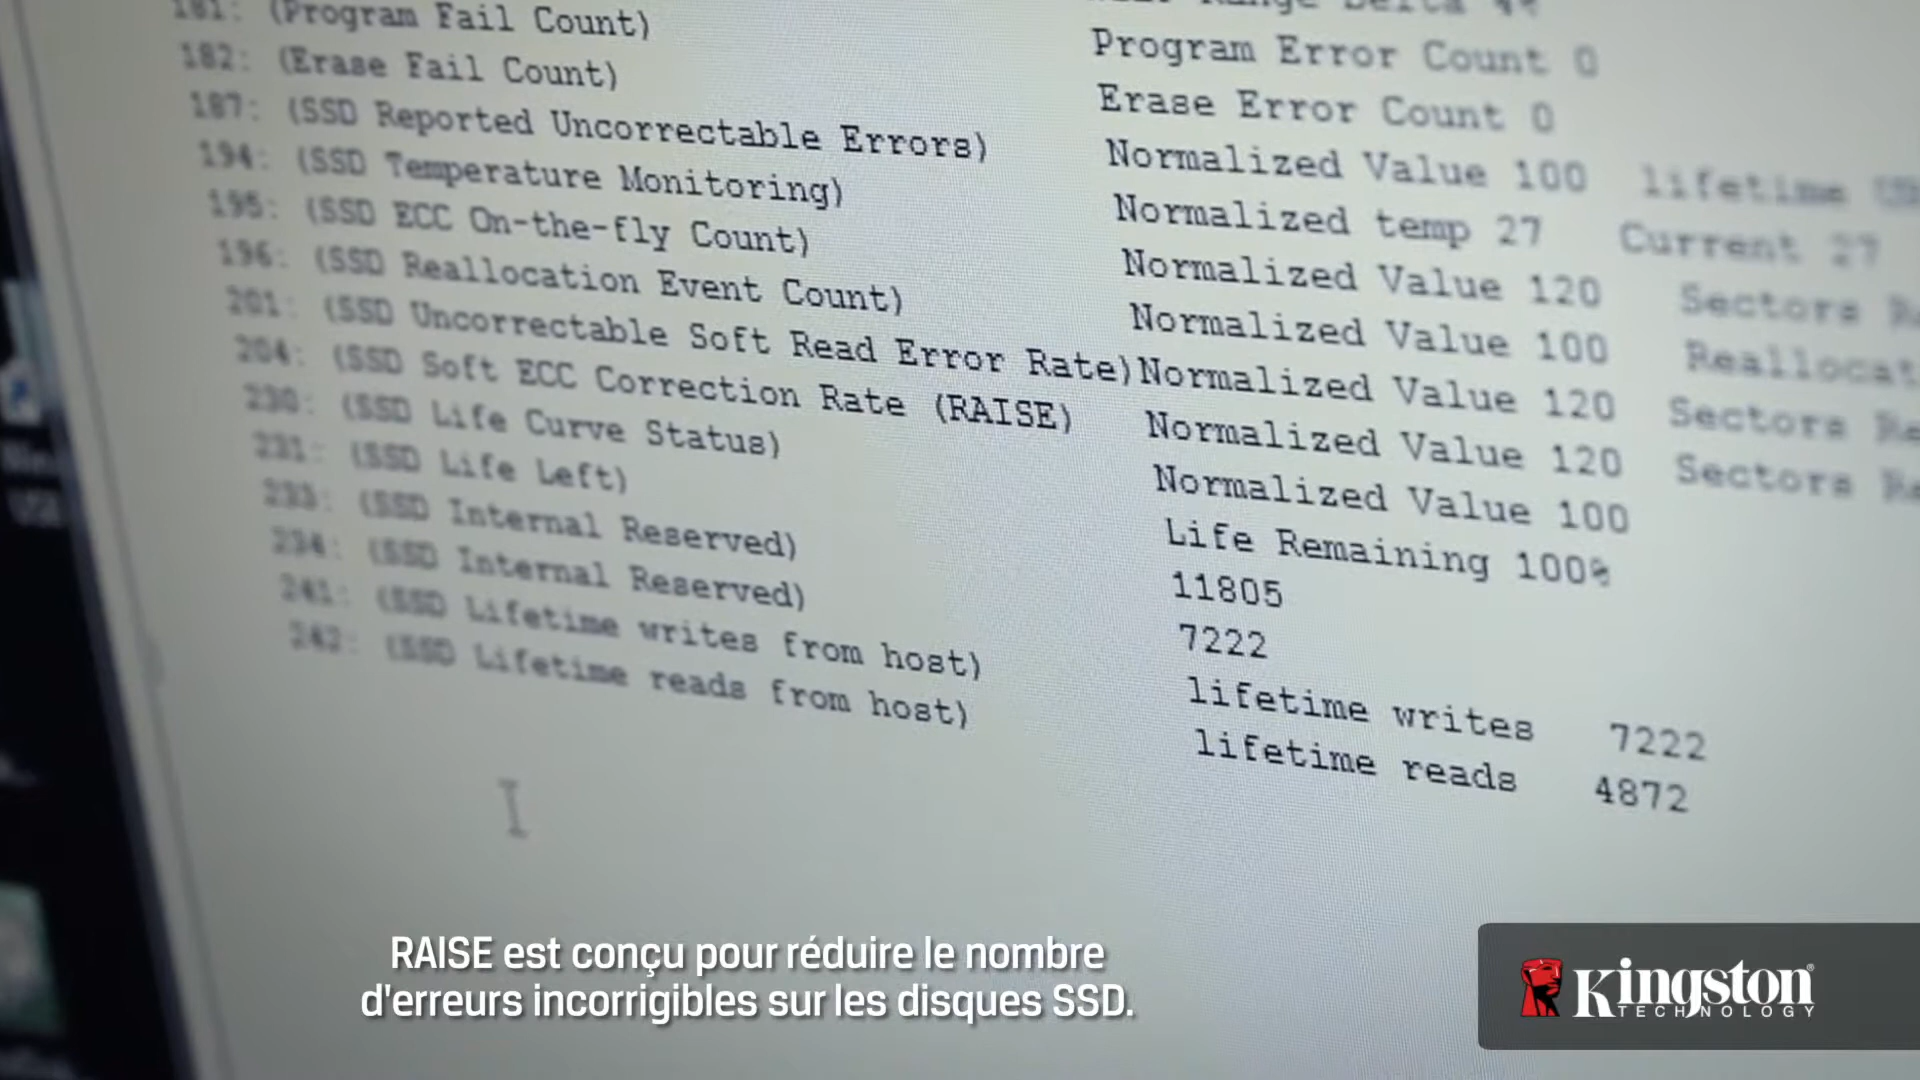 181: (Program Fail Count) Program Error Count 0
182: (Erase Fail Count) Erase Error Count 0
187: (SSD Reported Uncorrectable Errors) Normalized Value 100 lifetime
194: (SSD Temperature Monitoring) Normalized temp 27 Current 27
195: (SSD ECC On-the-fly Count) Normalized Value 120 Sectors
196: (SSD Reallocation Event Count) Normalized Value 100
201: (SSD Uncorrectable Soft Read Error Rate) Normalized Value 120 Sectors
204: (SSD Soft ECC Correction Rate (RAISE) Normalized Value 120 Sectors
230: (SSD Life Curve Status) Normalized Value 100
231: (SSD Life Left) Life Remaining 100%
233: (SSD Internal Reserved) 11805
234: (SSD Internal Reserved) 7222
241: (SSD Lifetime writes from host) lifetime writes 7222
242: (SSD Lifetime reads from host) lifetime reads 4872
RAISE est conçu pour réduire le nombre
d'erreurs incorrigibles sur les disques SSD.
Kingston
TECHNOLOGY